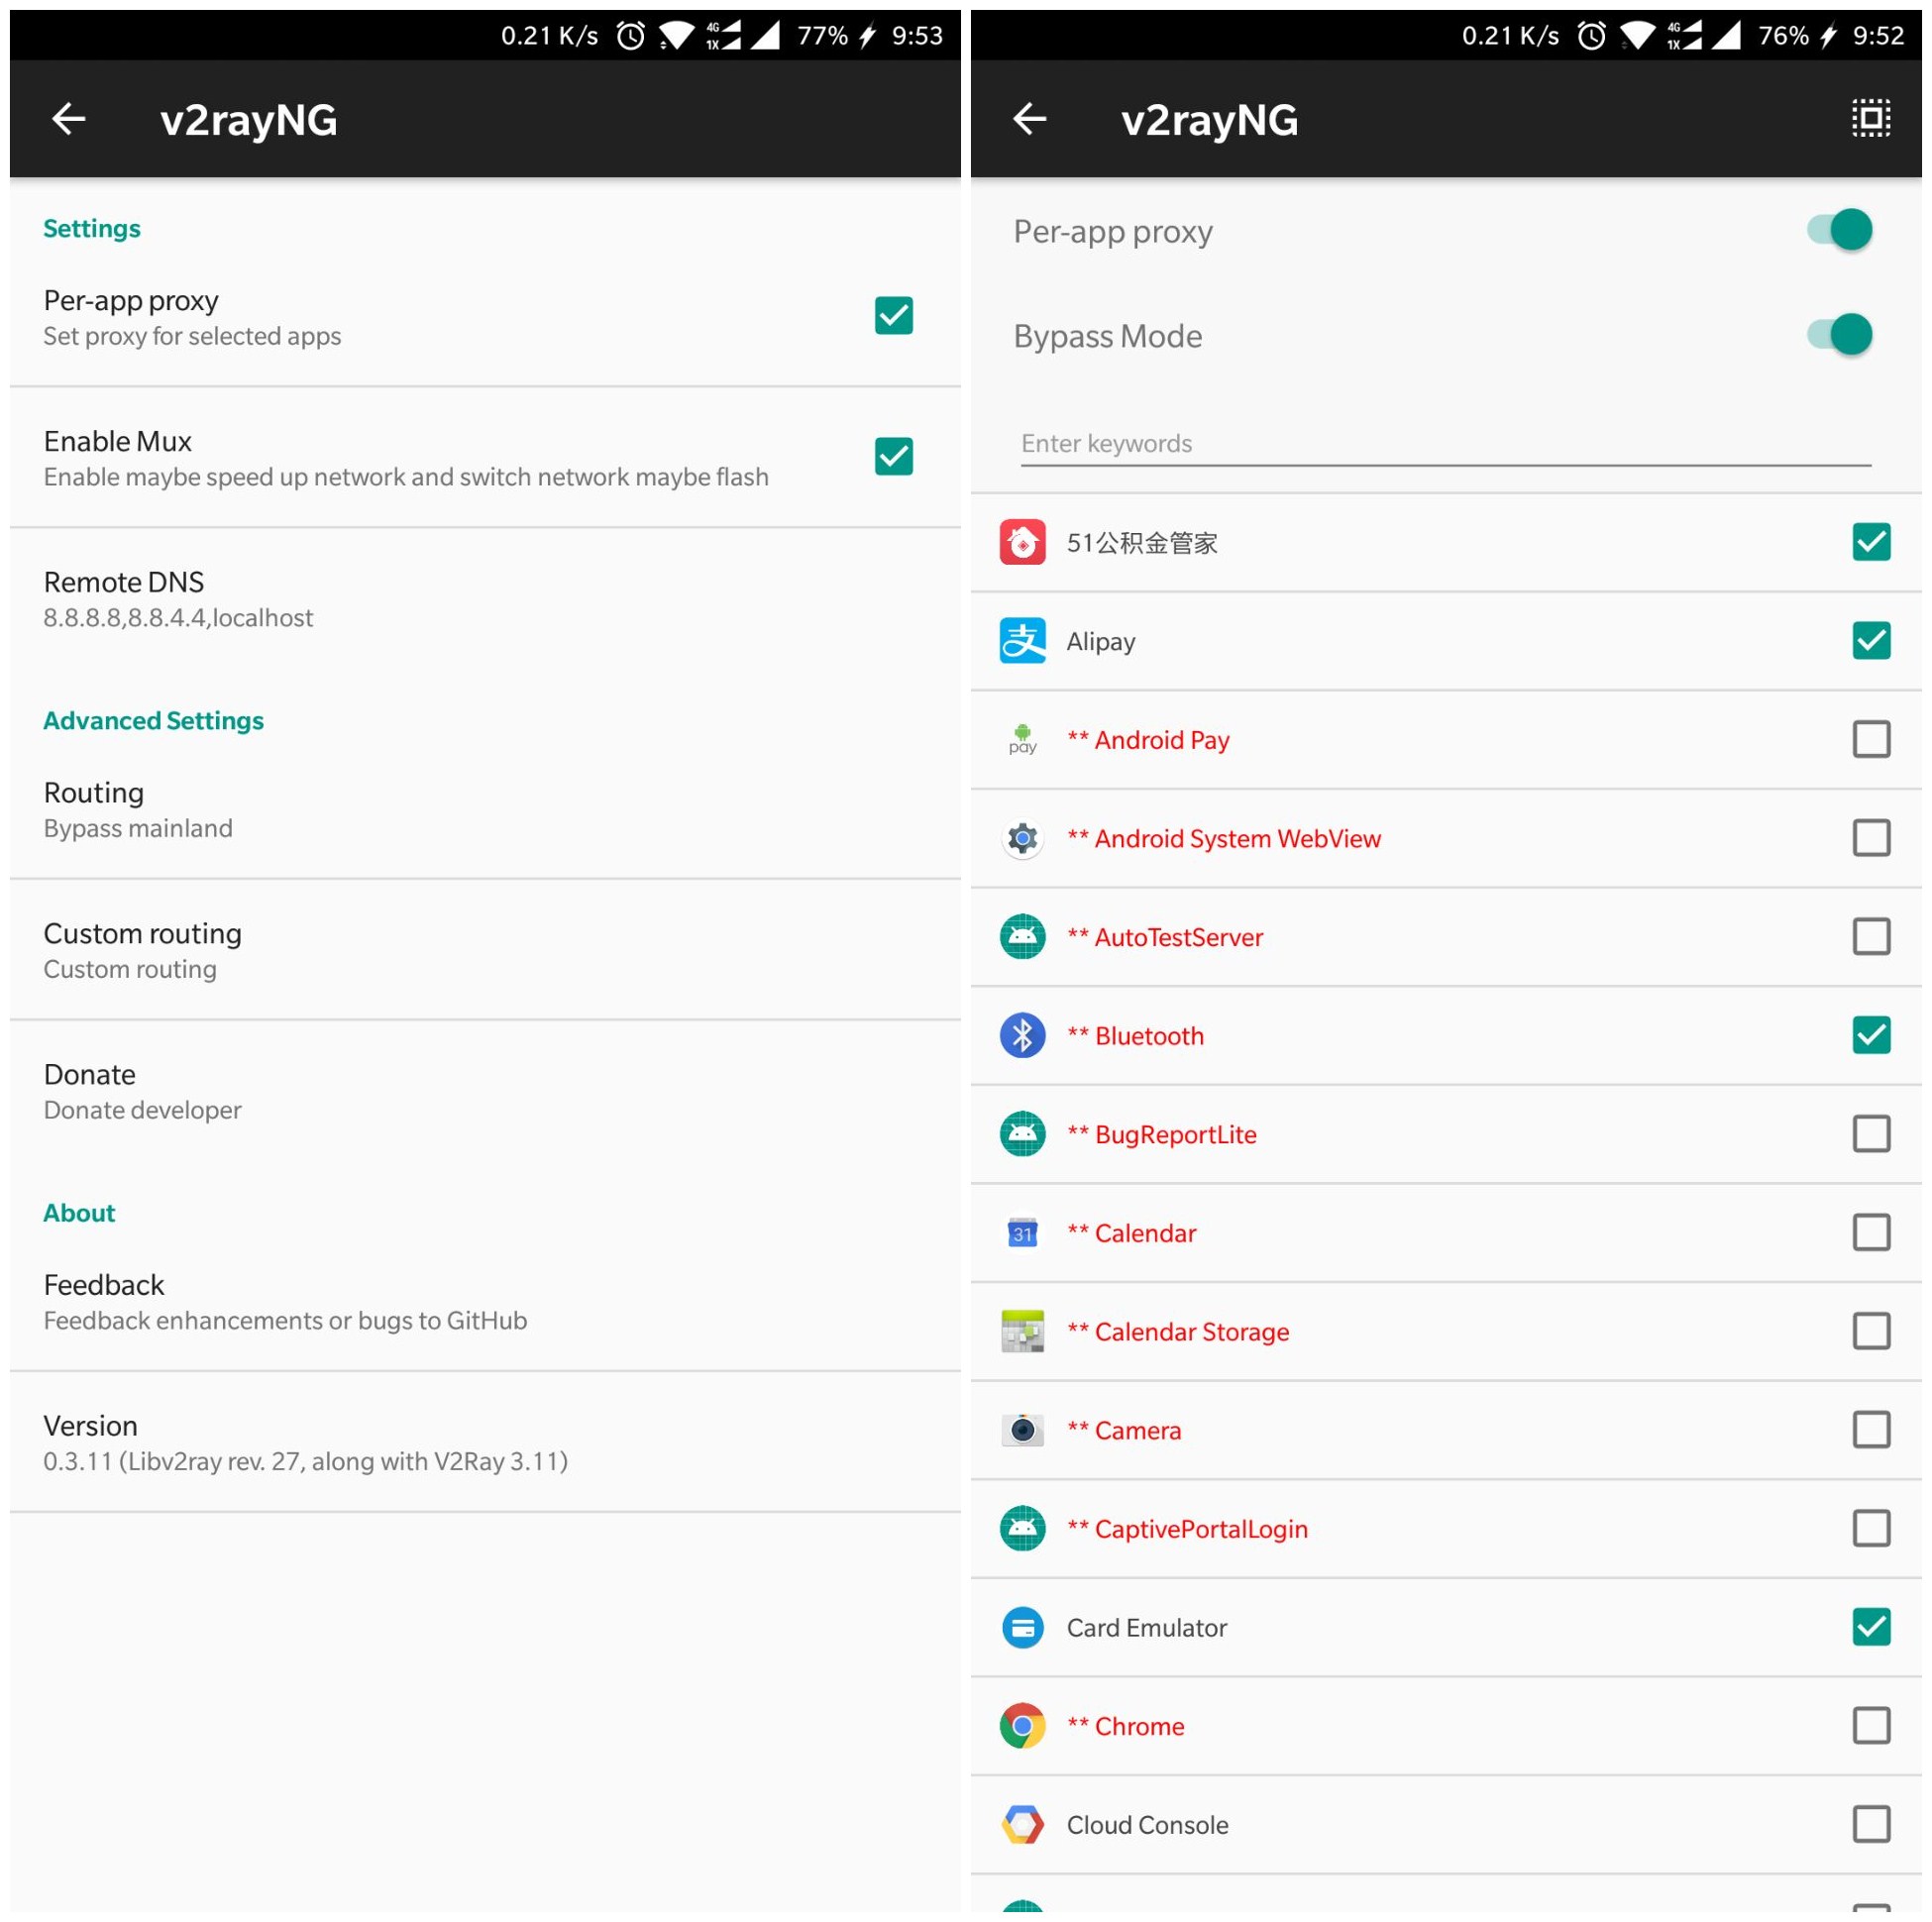 0.21 K/s 4G 1X 77% 9:53
v2rayNG
Settings
Per-app proxy
Set proxy for selected apps
Enable Mux
Enable maybe speed up network and switch network maybe flash
Remote DNS
8.8.8.8,8.8.4.4,localhost
Advanced Settings
Routing
Bypass mainland
Custom routing
Custom routing
Donate
Donate developer
About
Feedback
Feedback enhancements or bugs to GitHub
Version
0.3.11 (Libv2ray rev. 27, along with V2Ray 3.11)
0.21 K/s 4G 1X 76% 9:52
v2rayNG
Per-app proxy
Bypass Mode
Enter keywords
51公积金管家
支 Alipay
pay ** Android Pay
** Android System WebView
** AutoTestServer
** Bluetooth
** BugReportLite
31 ** Calendar
** Calendar Storage
** Camera
** CaptivePortalLogin
Card Emulator
** Chrome
Cloud Console